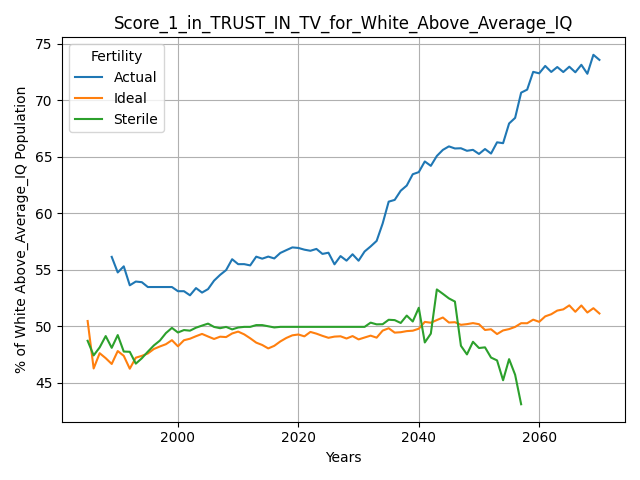 Score_1_in_TRUST_IN_TV_for_White_Above_Average_IQ
% of White Above_Average_IQ Population
75
70
65
60
55
50
45
Fertility
Actual
Ideal
Sterile
2000
2020
2040
2060
Years